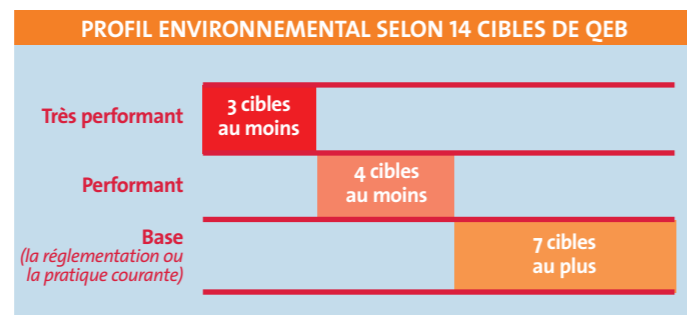 PROFIL ENVIRONNEMENTAL SELON 14 CIBLES DE QEB
Très performant
3 cibles
au moins
Performant
4 cibles
au moins
Base
(la réglementation ou
la pratique courante)
7 cibles
au plus